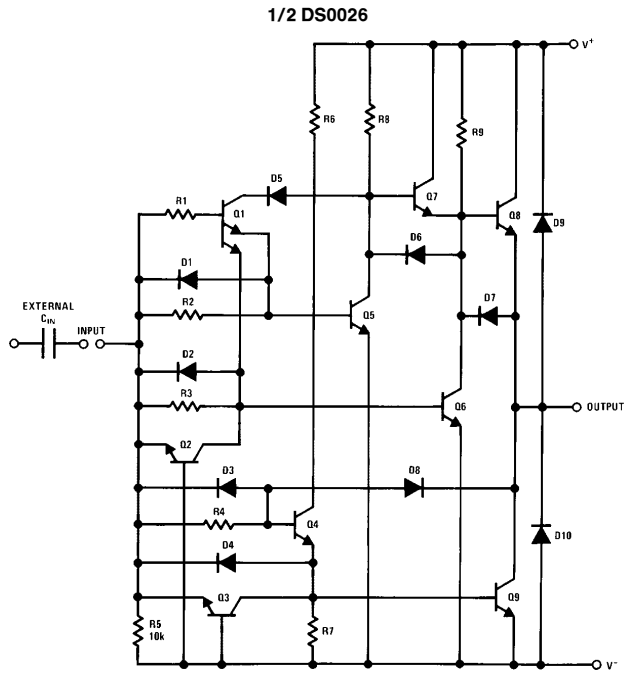 1/2 DS0026
V+
R6
R8
R9
D5
R1
Q1
Q7
Q8
D9
D6
D1
D7
R2
Q5
EXTERNAL
CIN
INPUT
D2
R3
Q6
OUTPUT
Q2
D3
D8
R4
Q4
D10
D4
Q3
Q9
R5
10k
R7
V-